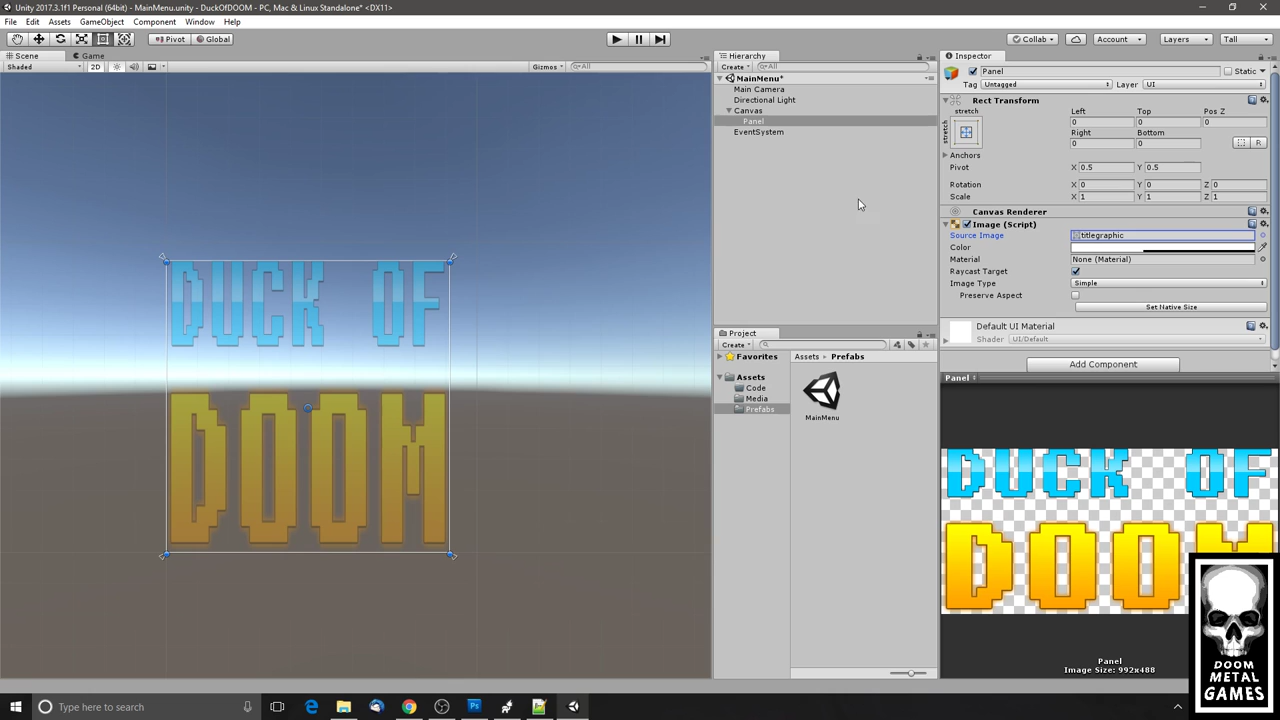 Unity 2017.3.1f1 Personal (64bit) - MainMenu.unity - DuckOfDOOM - PC, Mac & Linux Standalone* <DX11>
File Edit Assets GameObject Component Window Help
Pivot Global Collab Account Layers Tall
Scene Game
Shaded 2D Gizmos All
DUCK OF
DOOM
Hierarchy
Create All
MainMenu*
Main Camera
Directional Light
Canvas
Panel
EventSystem
Project
Create
Favorites
Assets
Code
Media
Prefabs
Assets Prefabs
MainMenu
Inspector
Panel Static
Tag Untagged Layer UI
Rect Transform
stretch
stretch
Left Top Pos Z
0 0 0
Right Bottom
0 0 R
Anchors
Pivot X 0.5 Y 0.5
Rotation X 0 Y 0 Z 0
Scale X 1 Y 1 Z 1
Canvas Renderer
Image (Script)
Source Image titlegraphic
Color
Material None (Material)
Raycast Target
Image Type Simple
Preserve Aspect
Set Native Size
Default UI Material
Shader UI/Default
Add Component
Panel
DUCK OF
DOOM
Panel
Image Size: 992x488
DOOM
METAL
GAMES
Type here to search